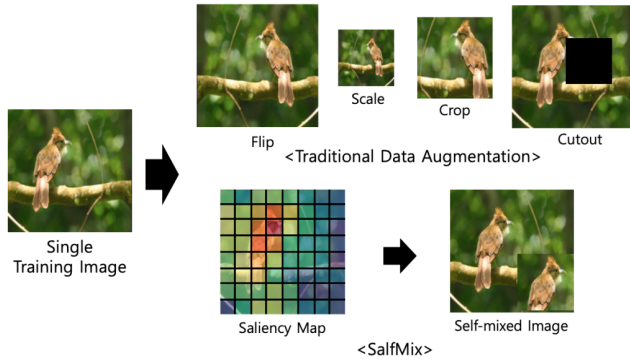 Flip
Scale
Crop
Cutout
<Traditional Data Augmentation>
Single
Training Image
Saliency Map
Self-mixed Image
<SalfMix>